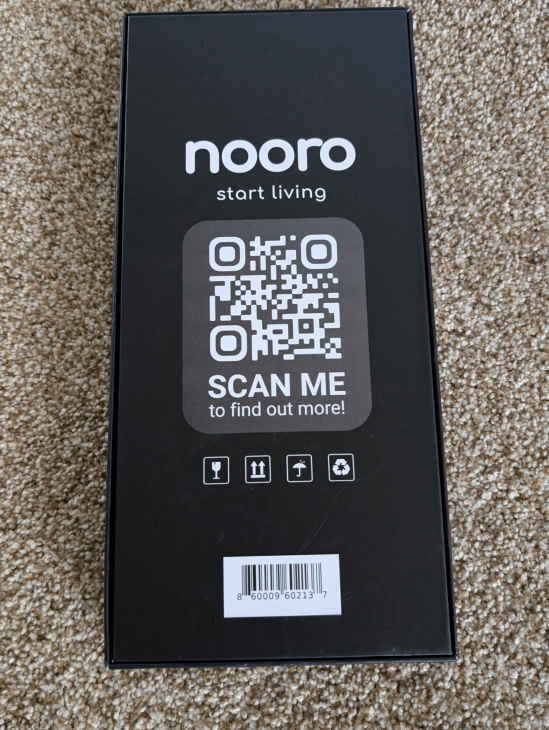 nooro
start living
SCAN ME
to find out more!
8 60009 60213 7